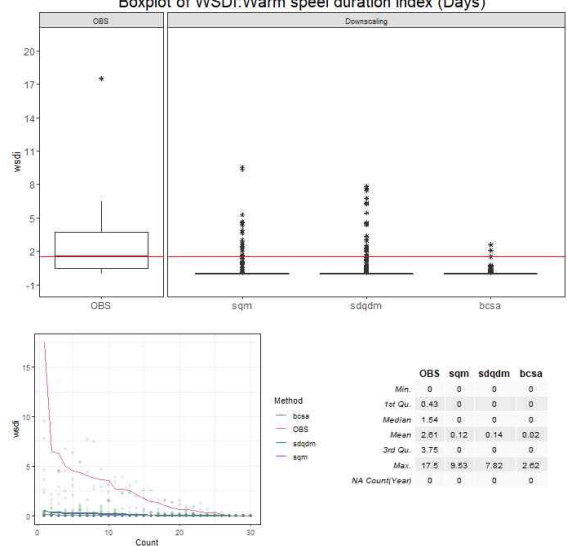 Boxplot of WSDI:Warm speel duration index (Days)
OBS
Downscaling
20
17
14
11
8
5
2
-1
wsdi
OBS
sqm
sdqdm
bcsa
15
10
5
0
wsdi
0
10
20
30
Count
Method
bcsa
OBS
sdqdm
sqm
OBS sqm sdqdm bcsa
Min. 0 0 0 0
1st Qu. 0.43 0 0 0
Median 1.54 0 0 0
Mean 2.61 0.12 0.14 0.02
3rd Qu. 3.75 0 0 0
Max. 17.5 9.53 7.82 2.62
NA Count(Year) 0 0 0 0